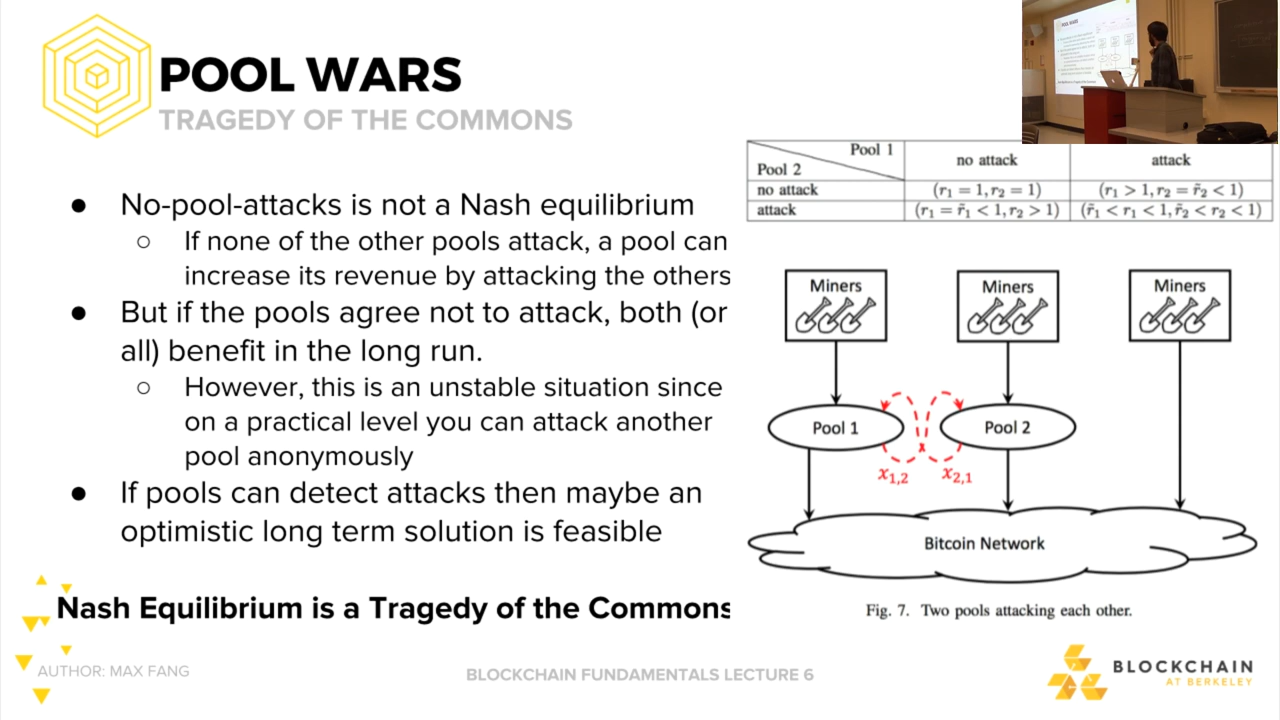 POOL WARS
TRAGEDY OF THE COMMONS
● No-pool-attacks is not a Nash equilibrium
○ If none of the other pools attack, a pool can
increase its revenue by attacking the others
● But if the pools agree not to attack, both (or
all) benefit in the long run.
○ However, this is an unstable situation since
on a practical level you can attack another
pool anonymously
● If pools can detect attacks then maybe an
optimistic long term solution is feasible
Nash Equilibrium is a Tragedy of the Commons
Pool 1
Pool 2
no attack attack
no attack (r₁ = 1, r₂ = 1) (r₁ > 1, r₂ = r̃₂ < 1)
attack (r₁ = r̃₁ < 1, r₂ > 1) (r̃₁ < r₁ < 1, r̃₂ < r₂ < 1)
Miners Miners Miners
Pool 1 Pool 2
x₁,₂ x₂,₁
Bitcoin Network
Fig. 7. Two pools attacking each other.
AUTHOR: MAX FANG
BLOCKCHAIN FUNDAMENTALS LECTURE 6
BLOCKCHAIN
AT BERKELEY
POOL WARS